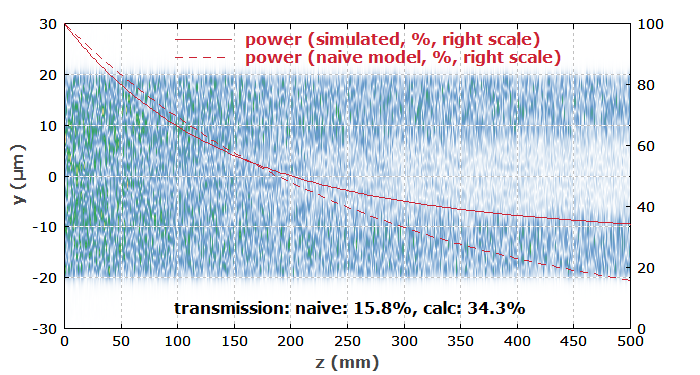 power (simulated, %, right scale)
power (naive model, %, right scale)
30
20
10
0
-10
-20
-30
y (µm)
100
80
60
40
20
0
transmission: naive: 15.8%, calc: 34.3%
0 50 100 150 200 250 300 350 400 450 500
z (mm)